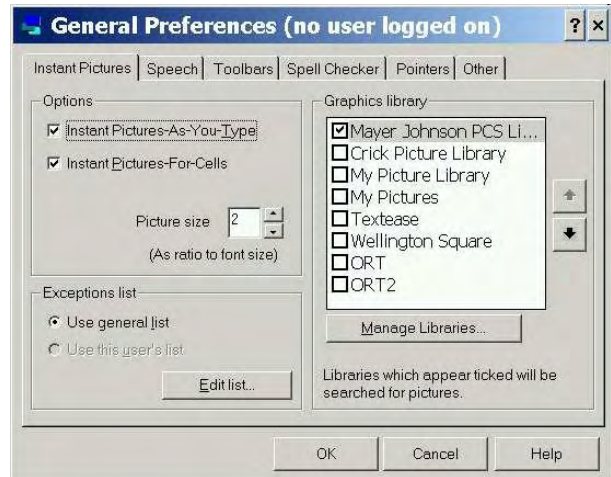 General Preferences (no user logged on)
? ×
Instant Pictures Speech Toolbars Spell Checker Pointers Other
Options
Instant Pictures-As-You-Type
Instant Pictures-For-Cells
Picture size 2
(As ratio to font size)
Exceptions list
Use general list
Use this user's list
Edit list...
Graphics library
Mayer Johnson PCS Li...
Crick Picture Library
My Picture Library
My Pictures
Textease
Wellington Square
ORT
ORT2
Manage Libraries...
Libraries which appear ticked will be
searched for pictures.
OK Cancel Help